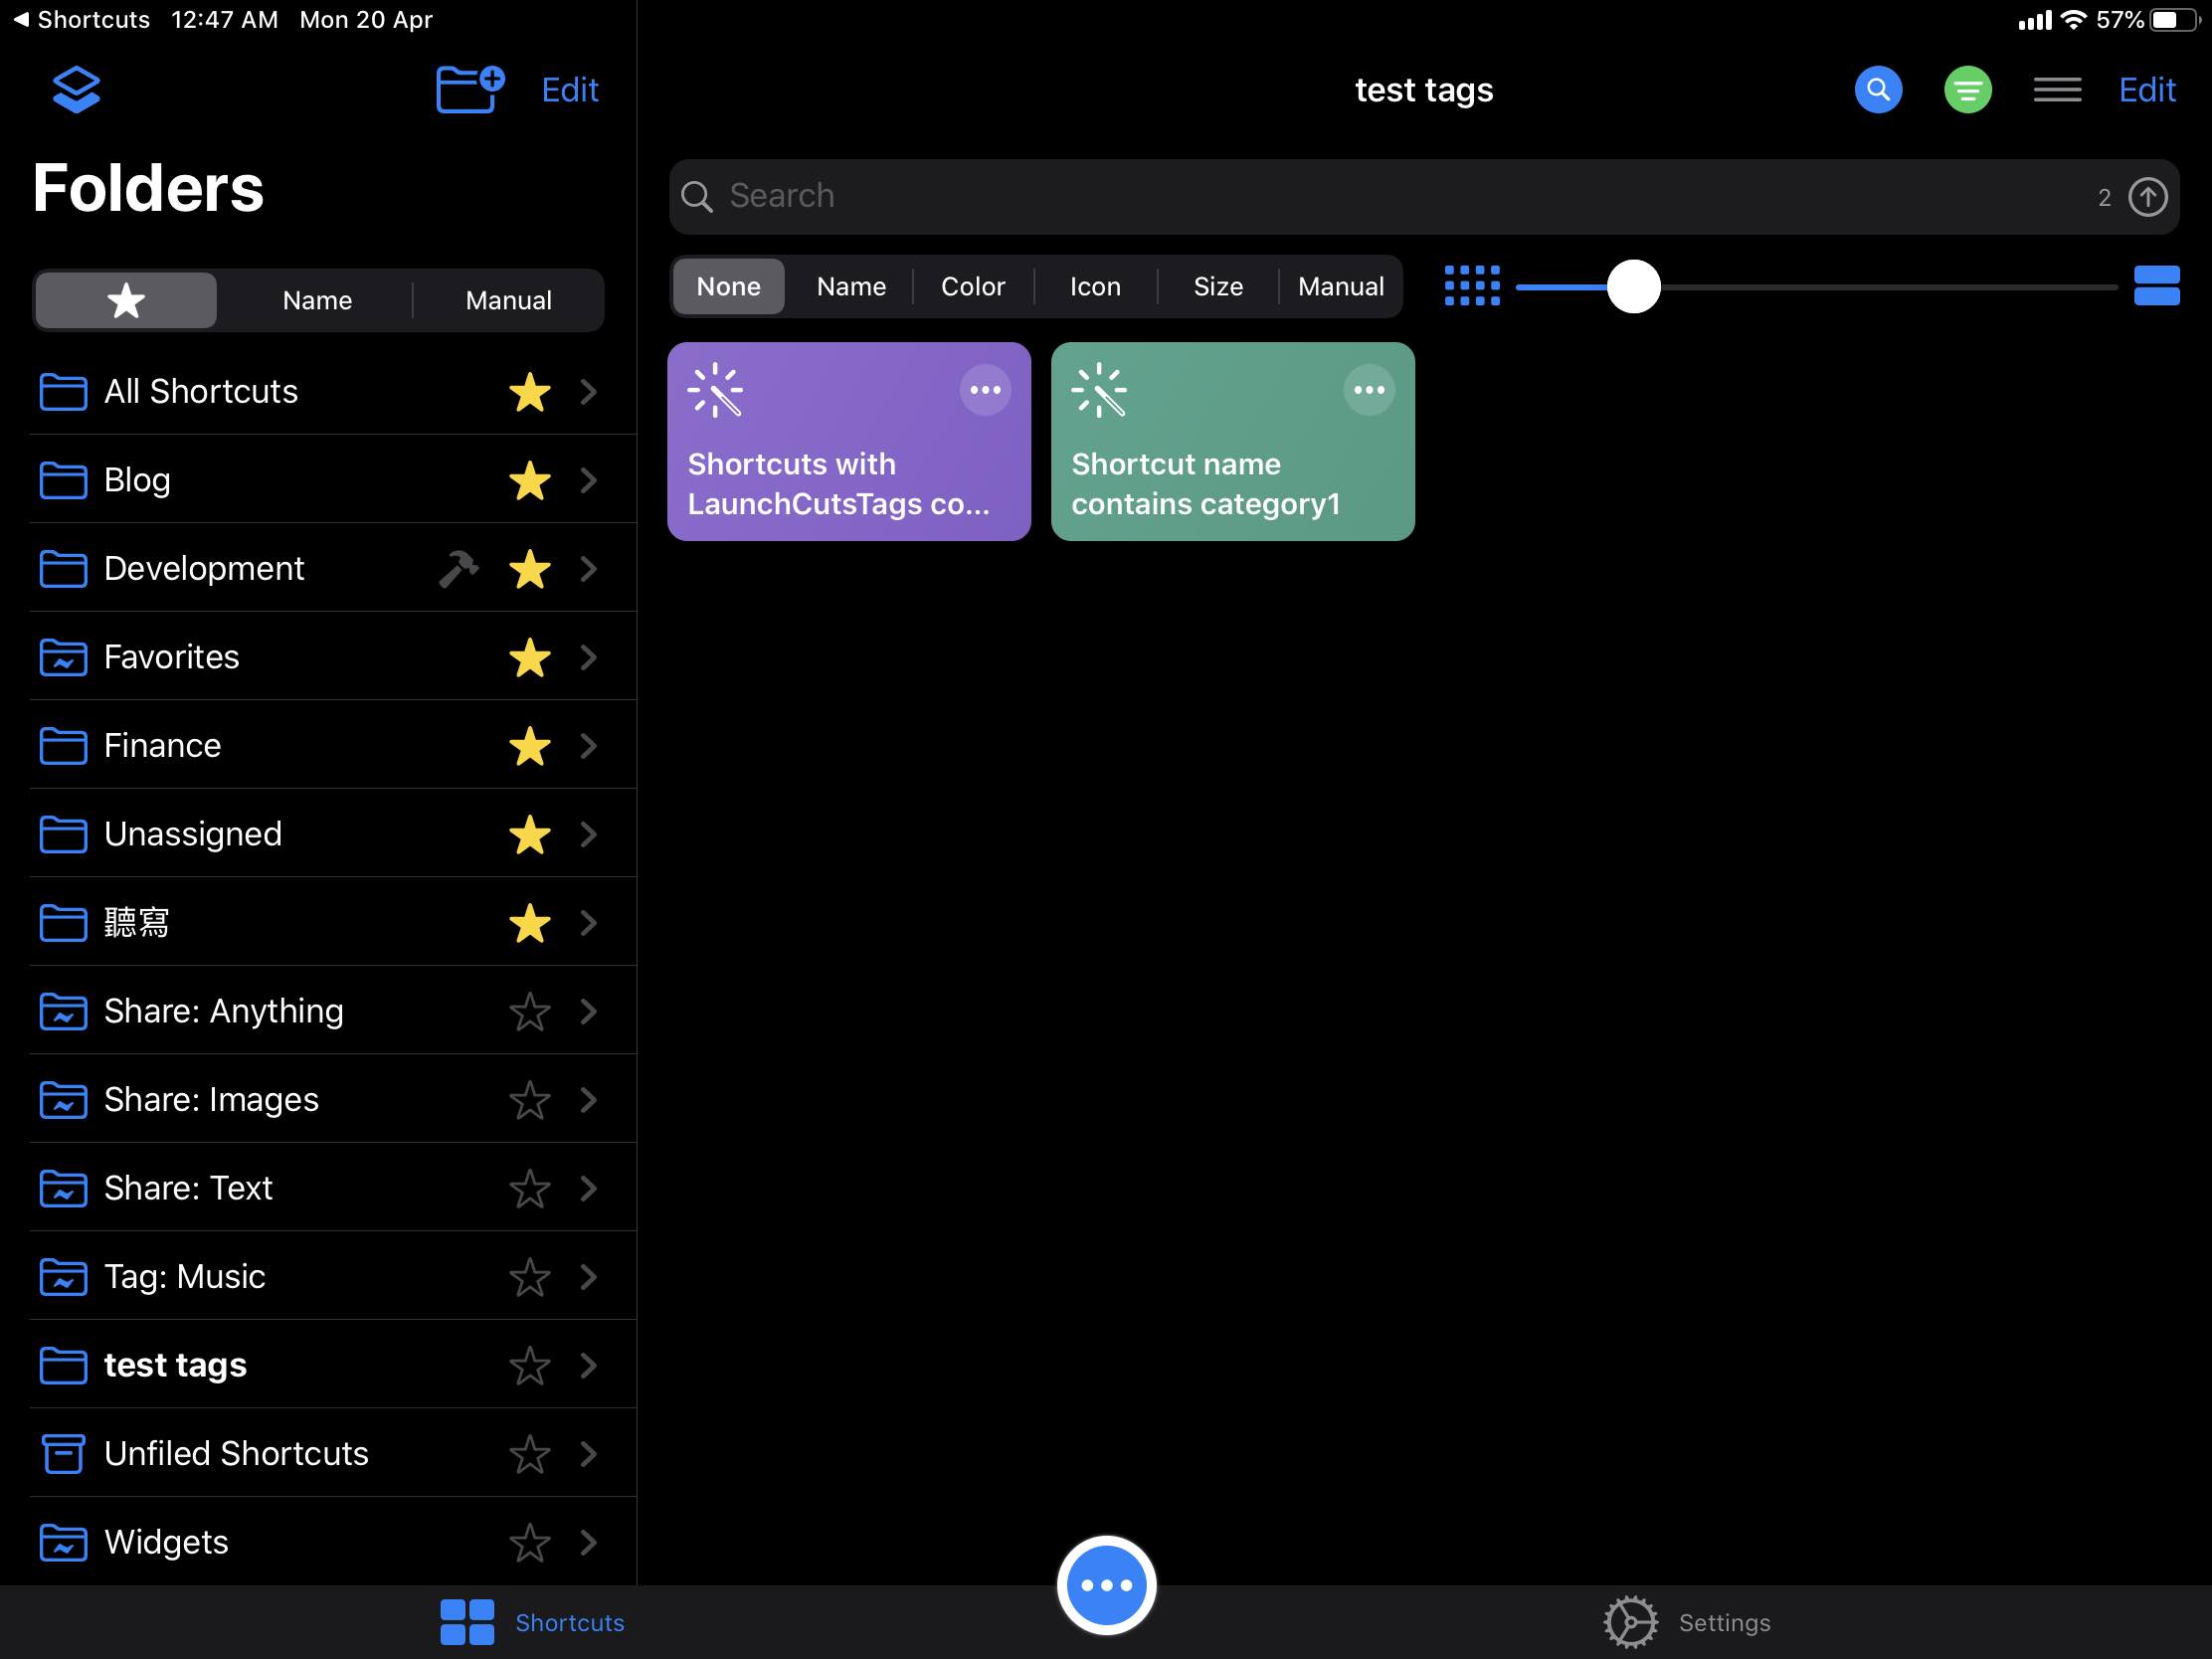 Shortcuts 12:47 AM Mon 20 Apr
57%
Edit
Folders
Name Manual
All Shortcuts
Blog
Development
Favorites
Finance
Unassigned
聽寫
Share: Anything
Share: Images
Share: Text
Tag: Music
test tags
Unfiled Shortcuts
Widgets
test tags
Edit
Search 2
None Name Color Icon Size Manual
Shortcuts with
LaunchCutsTags co...
Shortcut name
contains category1
Shortcuts
Settings